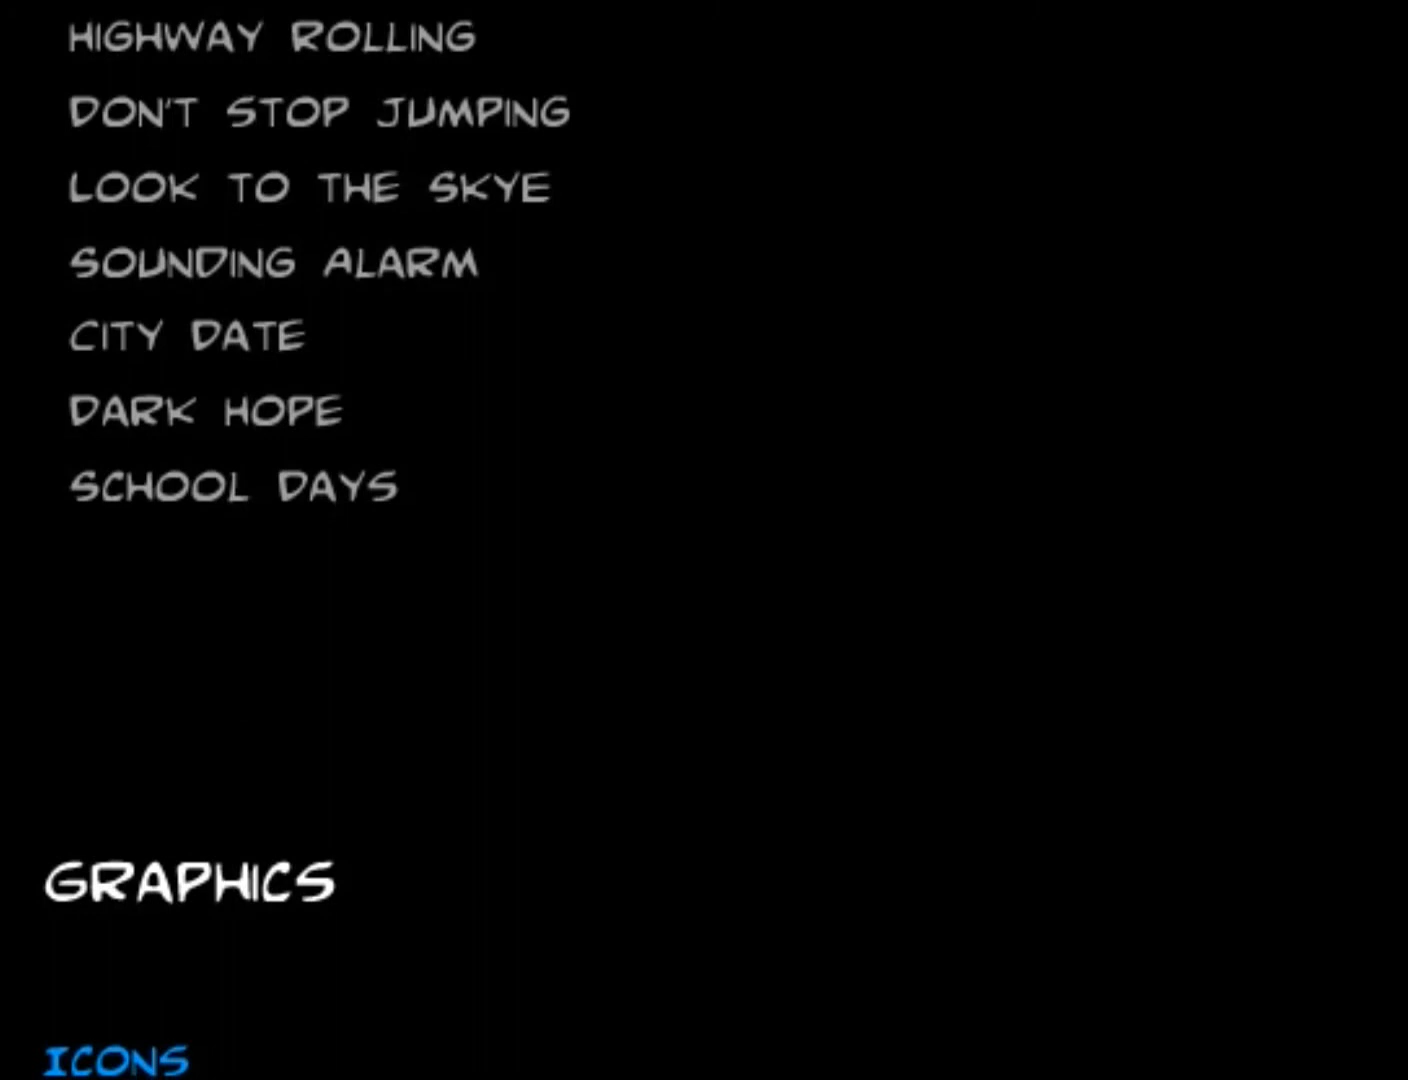 HIGHWAY ROLLING
DON'T STOP JUMPING
LOOK TO THE SKYE
SOUNDING ALARM
CITY DATE
DARK HOPE
SCHOOL DAYS
GRAPHICS
ICONS